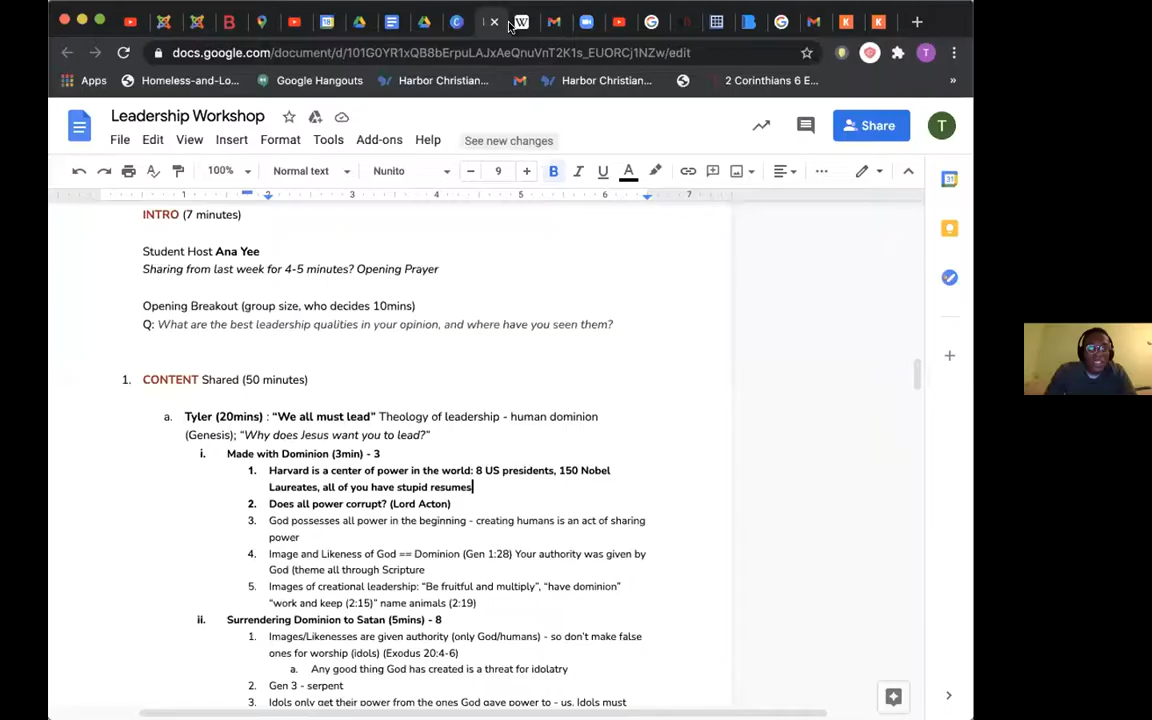 docs.google.com/document/d/101G0YR1xQB8bErpuLAJxAeQnuVnT2K1s_EUORCj1NZw/edit
Apps
Homeless-and-Lo...
Google Hangouts
Harbor Christian...
Harbor Christian...
2 Corinthians 6 E...
»
Leadership Workshop
File Edit View Insert Format Tools Add-ons Help See new changes
Share
T
100% Normal text Nunito 9 B I U A
1 2 3 4 5 6 7
INTRO (7 minutes)
Student Host Ana Yee
Sharing from last week for 4-5 minutes? Opening Prayer
Opening Breakout (group size, who decides 10mins)
Q: What are the best leadership qualities in your opinion, and where have you seen them?
1. CONTENT Shared (50 minutes)
a. Tyler (20mins) : “We all must lead” Theology of leadership - human dominion
(Genesis); “Why does Jesus want you to lead?”
i. Made with Dominion (3min) - 3
1. Harvard is a center of power in the world: 8 US presidents, 150 Nobel
Laureates, all of you have stupid resumes
2. Does all power corrupt? (Lord Acton)
3. God possesses all power in the beginning - creating humans is an act of sharing
power
4. Image and Likeness of God == Dominion (Gen 1:28) Your authority was given by
God (theme all through Scripture
5. Images of creational leadership: “Be fruitful and multiply”, “have dominion”
“work and keep (2:15)” name animals (2:19)
ii. Surrendering Dominion to Satan (5mins) - 8
1. Images/Likenesses are given authority (only God/humans) - so don’t make false
ones for worship (idols) (Exodus 20:4-6)
a. Any good thing God has created is a threat for idolatry
2. Gen 3 - serpent
3. Idols only get their power from the ones God gave power to - us. Idols must